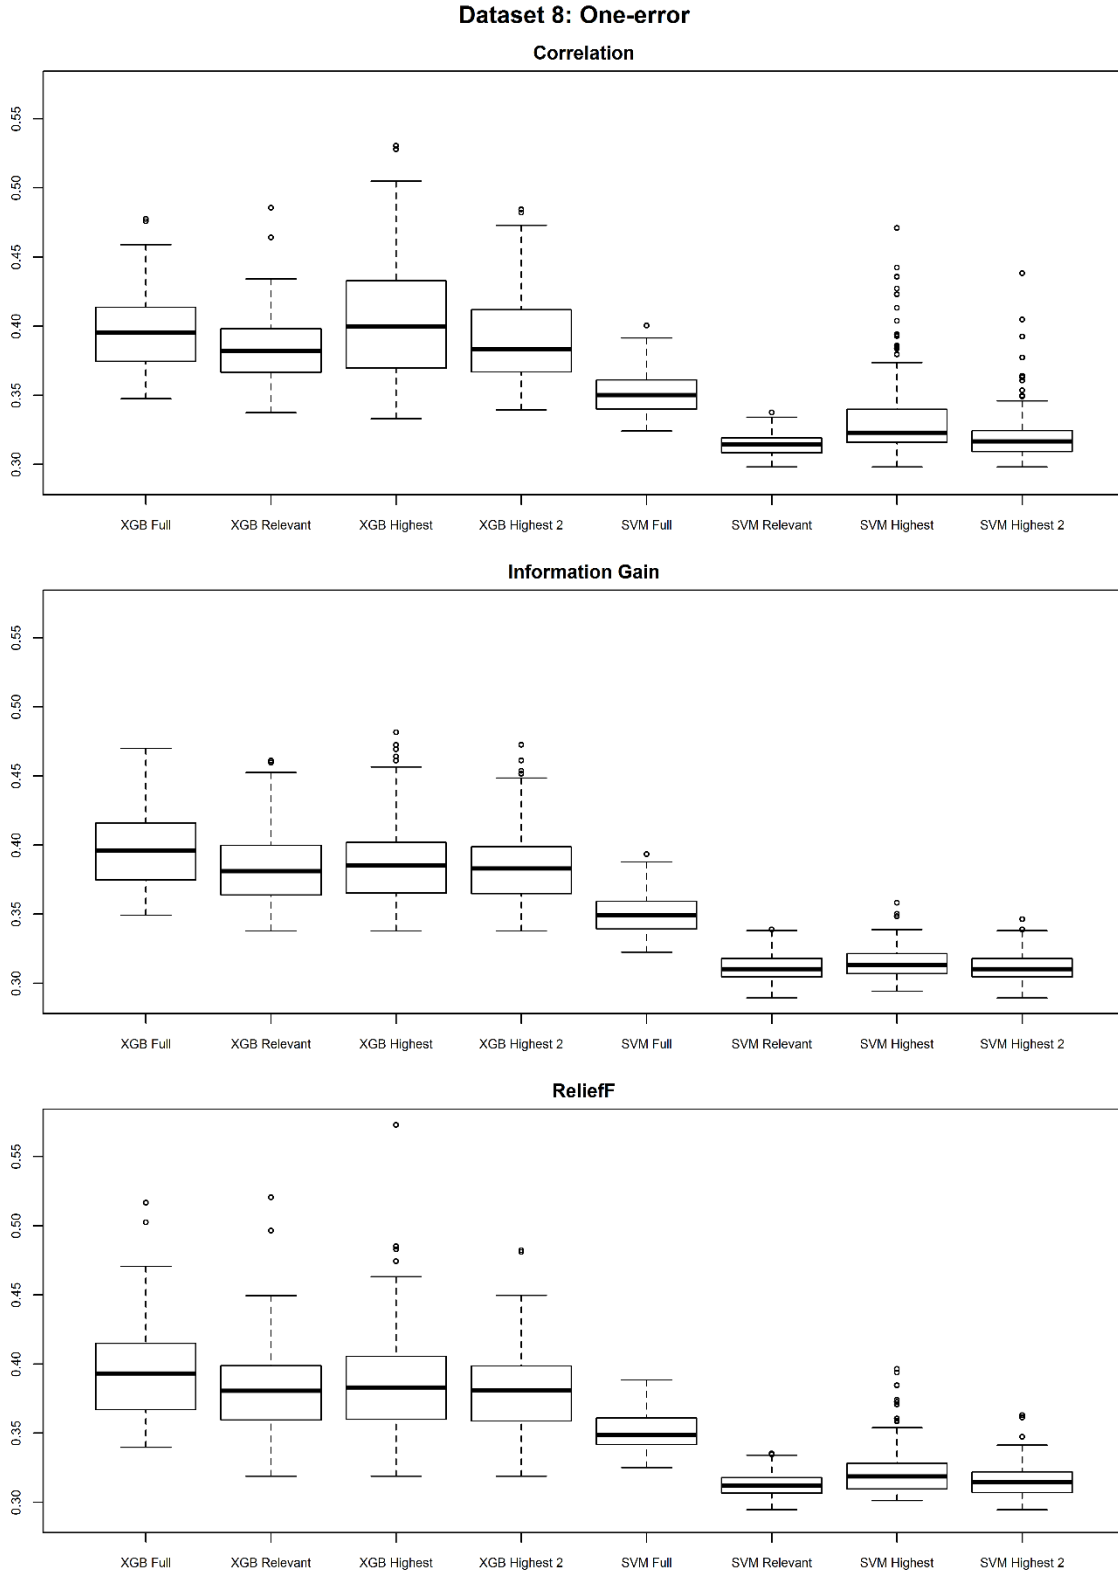 Dataset 8: One-error
Correlation
0.55
0.50
0.45
0.40
0.35
0.30
XGB Full XGB Relevant XGB Highest XGB Highest 2 SVM Full SVM Relevant SVM Highest SVM Highest 2
Information Gain
0.55
0.50
0.45
0.40
0.35
0.30
XGB Full XGB Relevant XGB Highest XGB Highest 2 SVM Full SVM Relevant SVM Highest SVM Highest 2
ReliefF
0.55
0.50
0.45
0.40
0.35
0.30
XGB Full XGB Relevant XGB Highest XGB Highest 2 SVM Full SVM Relevant SVM Highest SVM Highest 2